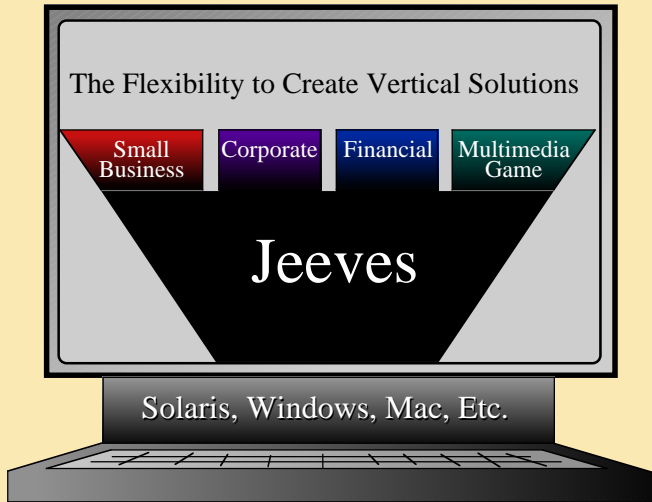 The Flexibility to Create Vertical Solutions
Small
Business
Corporate
Financial
Multimedia
Game
Jeeves
Solaris, Windows, Mac, Etc.